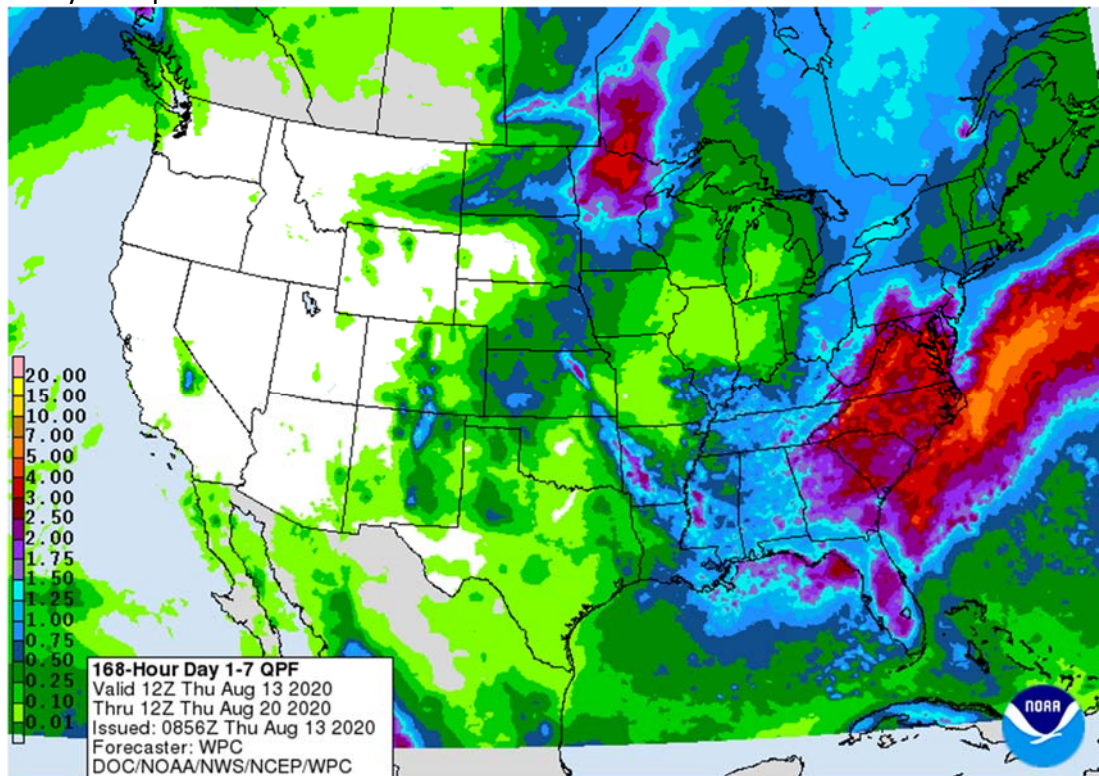 20.00
15.00
10.00
7.00
5.00
4.00
3.00
2.50
2.00
1.75
1.50
1.25
1.00
0.75
0.50
0.25
0.10
0.01
168-Hour Day 1-7 QPF
Valid 12Z Thu Aug 13 2020
Thru 12Z Thu Aug 20 2020
Issued: 0856Z Thu Aug 13 2020
Forecaster: WPC
DOC/NOAA/NWS/NCEP/WPC
NOAA